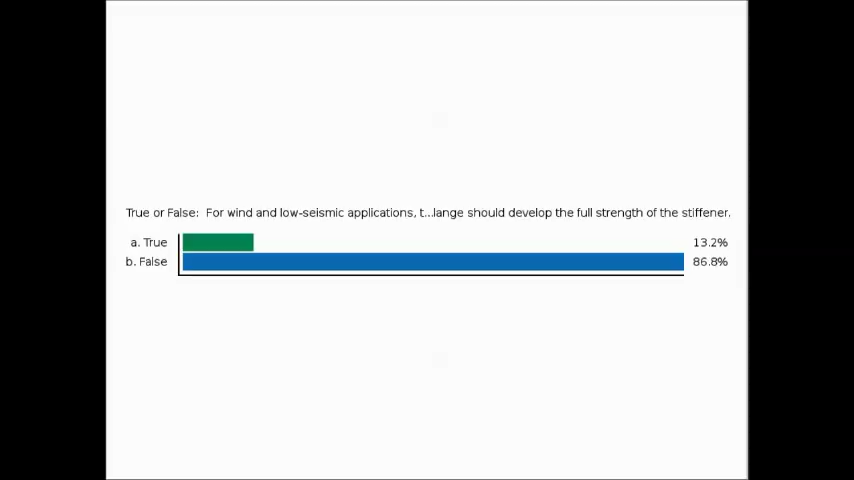 True or False:  For wind and low-seismic applications, t...lange should develop the full strength of the stiffener.
a. True 13.2%
b. False 86.8%